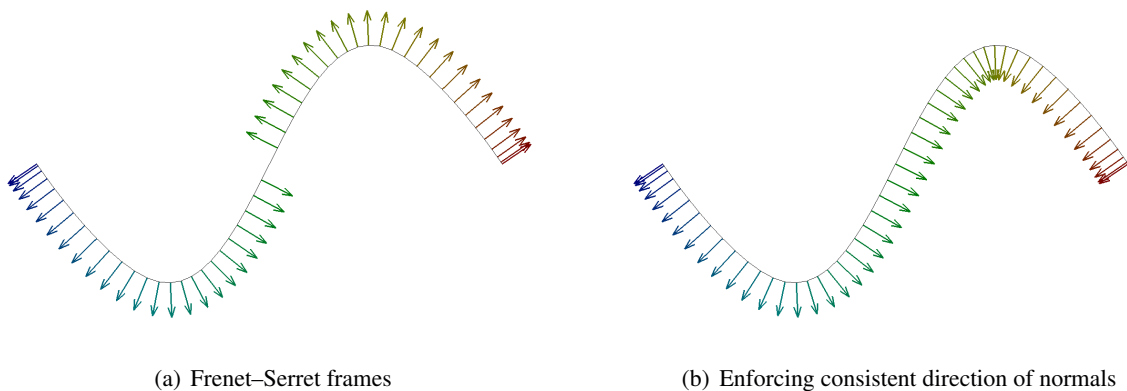 (a) Frenet–Serret frames
(b) Enforcing consistent direction of normals